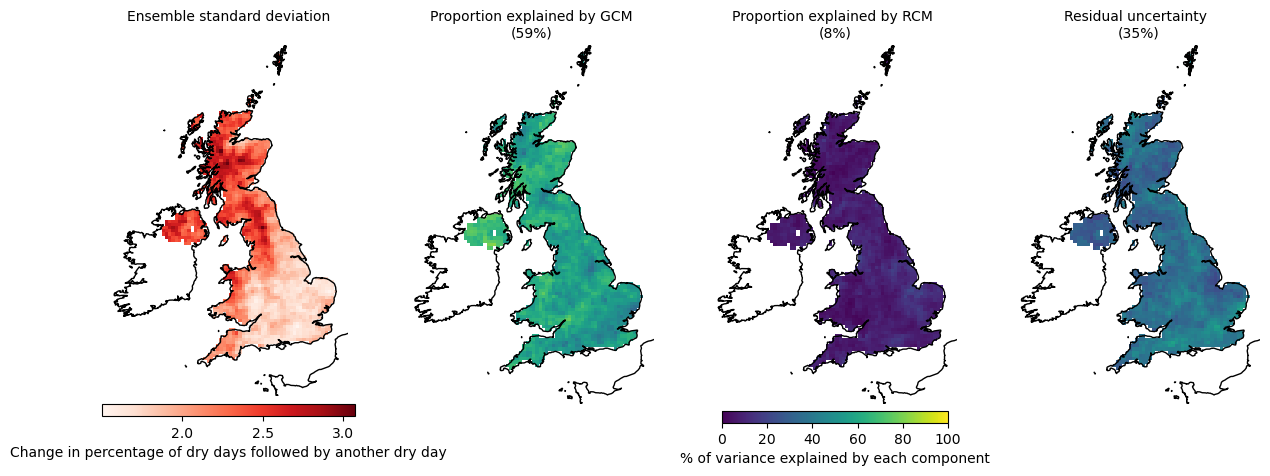 Ensemble standard deviation
Proportion explained by GCM
(59%)
Proportion explained by RCM
(8%)
Residual uncertainty
(35%)
2.0 2.5 3.0
Change in percentage of dry days followed by another dry day
0 20 40 60 80 100
% of variance explained by each component